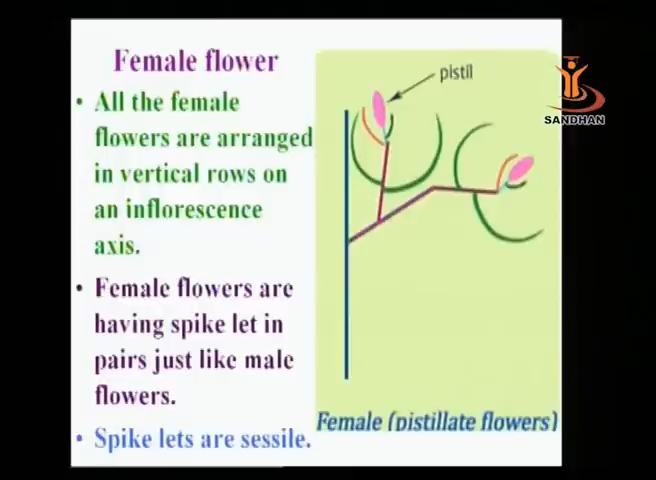 Female flower
• All the female
flowers are arranged
in vertical rows on
an inflorescence
axis.
• Female flowers are
having spike let in
pairs just like male
flowers.
• Spike lets are sessile.
pistil
SANDHAN
Female (pistillate flowers)